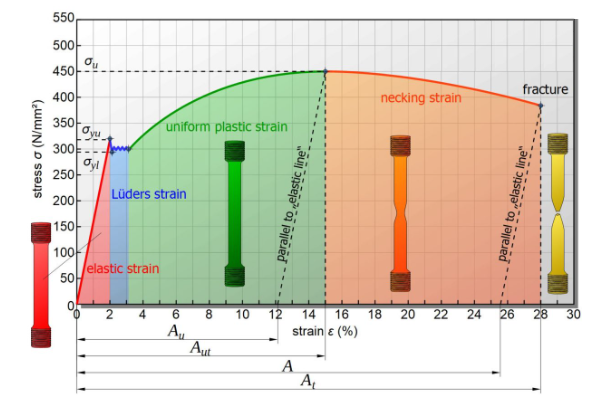 550
500
450
400
350
300
250
200
150
100
50
0
stress σ (N/mm²)
σu
σyu
σyl
fracture
necking strain
uniform plastic strain
Lüders strain
elastic strain
parallel to „elastic line“
parallel to „elastic line“
0 2 4 6 8 10 12 14 16 18 20 22 24 26 28 30
strain ε (%)
Au
Aut
A
At